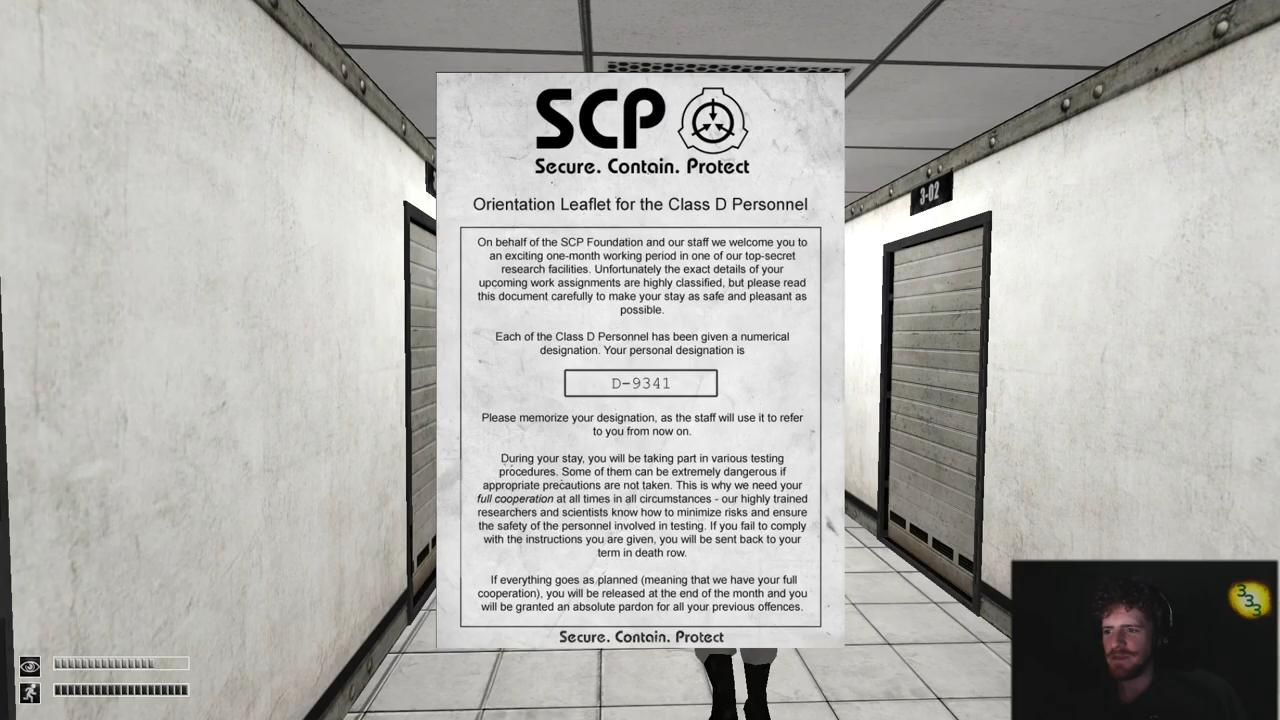 SCP
Secure. Contain. Protect
Orientation Leaflet for the Class D Personnel
On behalf of the SCP Foundation and our staff we welcome you to
an exciting one-month working period in one of our top-secret
research facilities. Unfortunately the exact details of your
upcoming work assignments are highly classified, but please read
this document carefully to make your stay as safe and pleasant as
possible.
Each of the Class D Personnel has been given a numerical
designation. Your personal designation is
D-9341
Please memorize your designation, as the staff will use it to refer
to you from now on.
During your stay, you will be taking part in various testing
procedures. Some of them can be extremely dangerous if
appropriate precautions are not taken. This is why we need your
full cooperation at all times in all circumstances - our highly trained
researchers and scientists know how to minimize risks and ensure
the safety of the personnel involved in testing. If you fail to comply
with the instructions you are given, you will be sent back to your
term in death row.
If everything goes as planned (meaning that we have your full
cooperation), you will be released at the end of the month and you
will be granted an absolute pardon for all your previous offences.
Secure. Contain. Protect
3-02
333